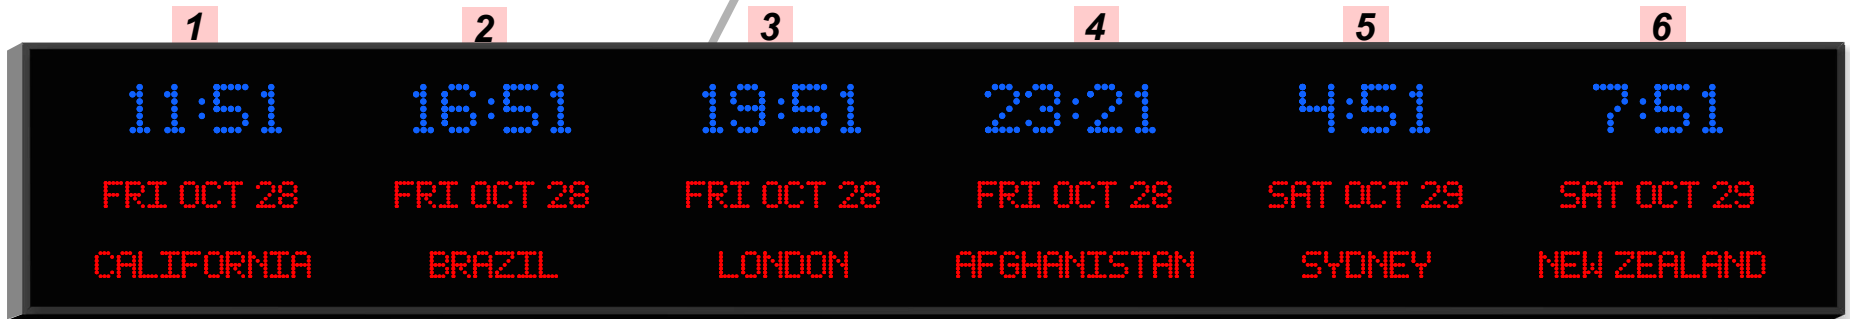 1 2 3 4 5 6
11:51 16:51 19:51 23:21 4:51 7:51
FRI OCT 28 FRI OCT 28 FRI OCT 28 FRI OCT 28 SAT OCT 29 SAT OCT 29
CALIFORNIA BRAZIL LONDON AFGHANISTAN SYDNEY NEW ZEALAND